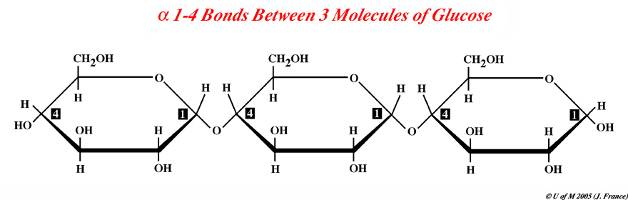 α 1-4 Bonds Between 3 Molecules of Glucose
CH₂OH CH₂OH CH₂OH
O O O
H H H H
H H H H H
4 1 4 1 4 1
HO O O OH
OH H OH H OH H
H OH H OH H OH
© U of M 2003 (J. France)